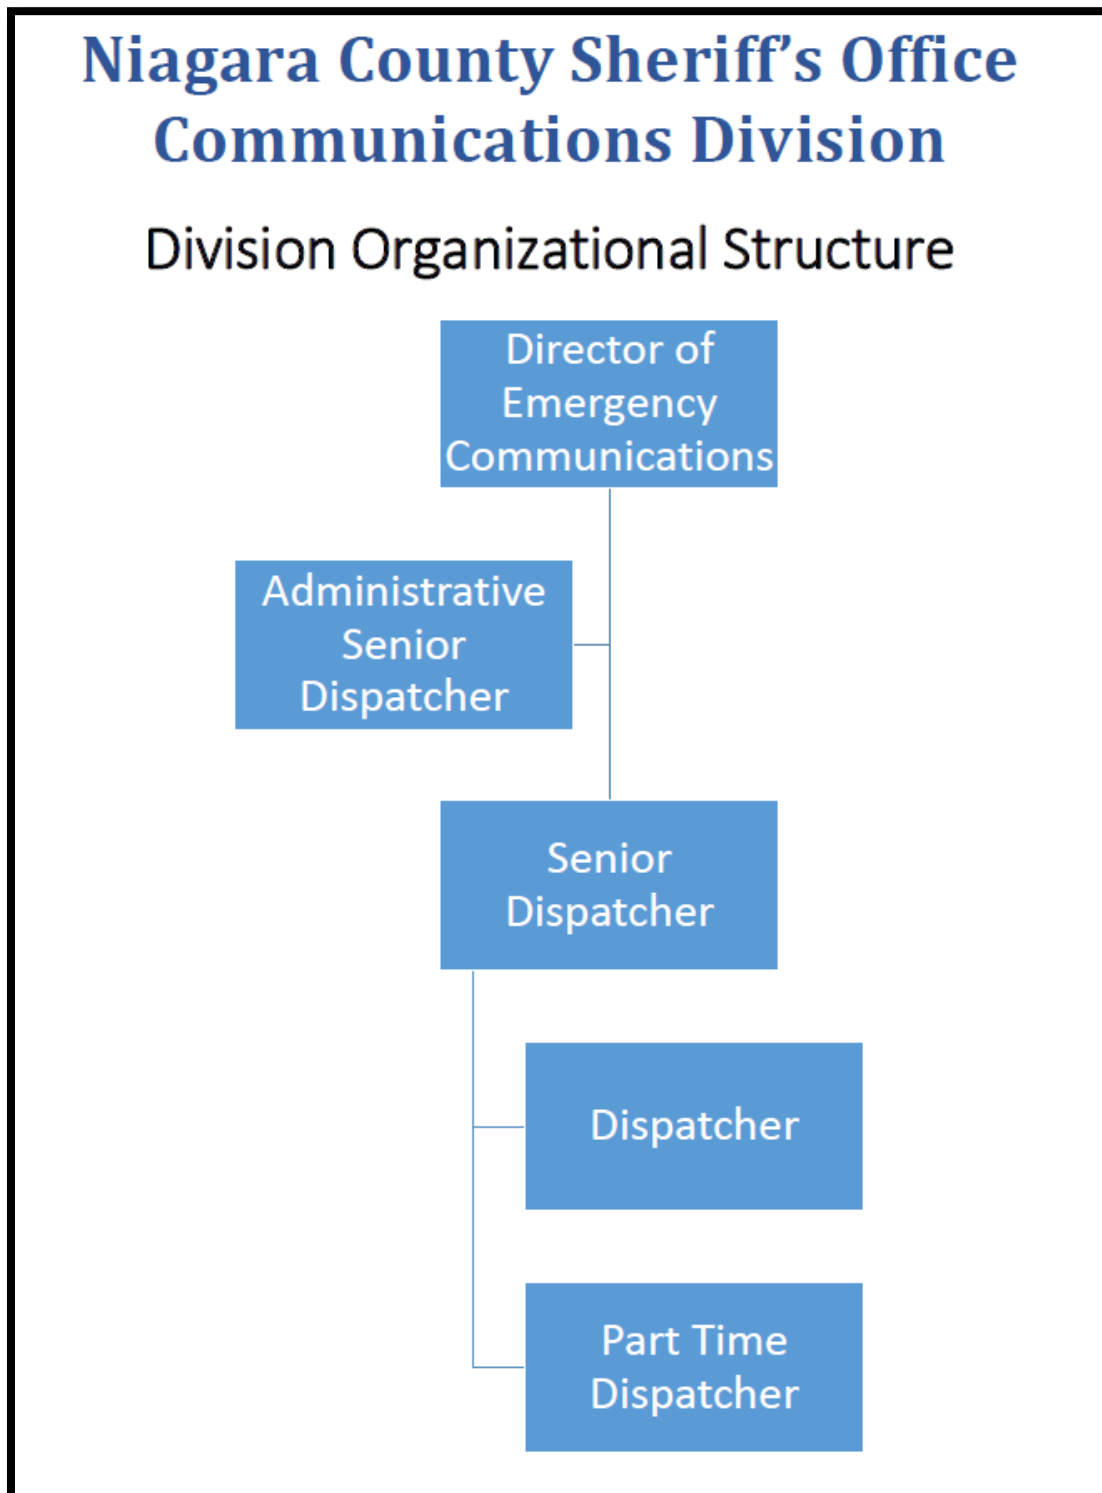 Niagara County Sheriff’s Office
Communications Division
Division Organizational Structure
Director of
Emergency
Communications
Administrative
Senior
Dispatcher
Senior
Dispatcher
Dispatcher
Part Time
Dispatcher